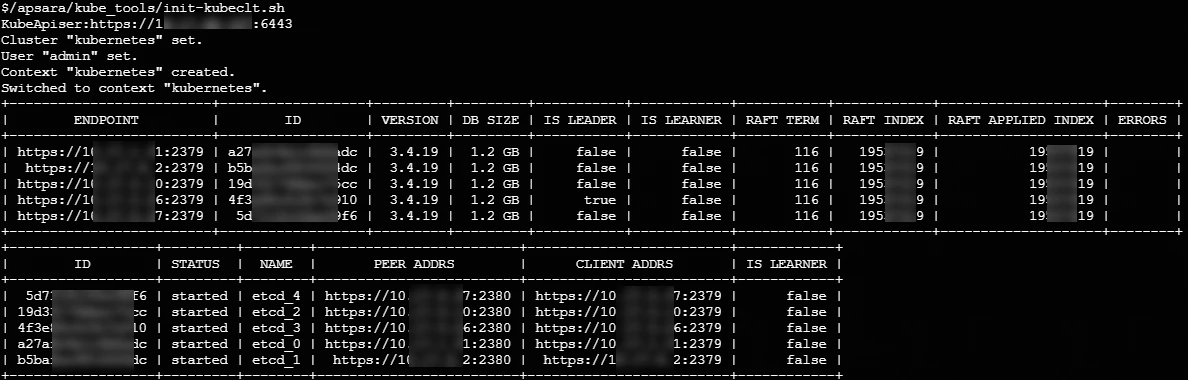 $/apsara/kube_tools/init-kubeclt.sh
KubeApiser:https://1 :6443
Cluster "kubernetes" set.
User "admin" set.
Context "kubernetes" created.
Switched to context "kubernetes".
| ENDPOINT | ID | VERSION | DB SIZE | IS LEADER | IS LEARNER | RAFT TERM | RAFT INDEX | RAFT APPLIED INDEX | ERRORS |
| https://10 1:2379 | a27 adc | 3.4.19 | 1.2 GB | false | false | 116 | 195 19 | 19 19 | |
| https://1 2:2379 | b5b dc | 3.4.19 | 1.2 GB | false | false | 116 | 195 9 | 19 19 | |
| https://10 0:2379 | 19d cc | 3.4.19 | 1.2 GB | false | false | 116 | 195 9 | 19 19 | |
| https://10 6:2379 | 4f3 910 | 3.4.19 | 1.2 GB | true | false | 116 | 195 9 | 19 19 | |
| https://10 7:2379 | 5d 9f6 | 3.4.19 | 1.2 GB | false | false | 116 | 195 9 | 19 19 | |
| ID | STATUS | NAME | PEER ADDRS | CLIENT ADDRS | IS LEARNER |
| 5d7 f6 | started | etcd_4 | https://10. 7:2380 | https://10 7:2379 | false |
| 19d3 cc | started | etcd_2 | https://10. 0:2380 | https://10 0:2379 | false |
| 4f3e 10 | started | etcd_3 | https://10. 6:2380 | https://10 6:2379 | false |
| a27a dc | started | etcd_0 | https://10. 1:2380 | https://10 1:2379 | false |
| b5ba dc | started | etcd_1 | https://10 2:2380 | https://1 2:2379 | false |